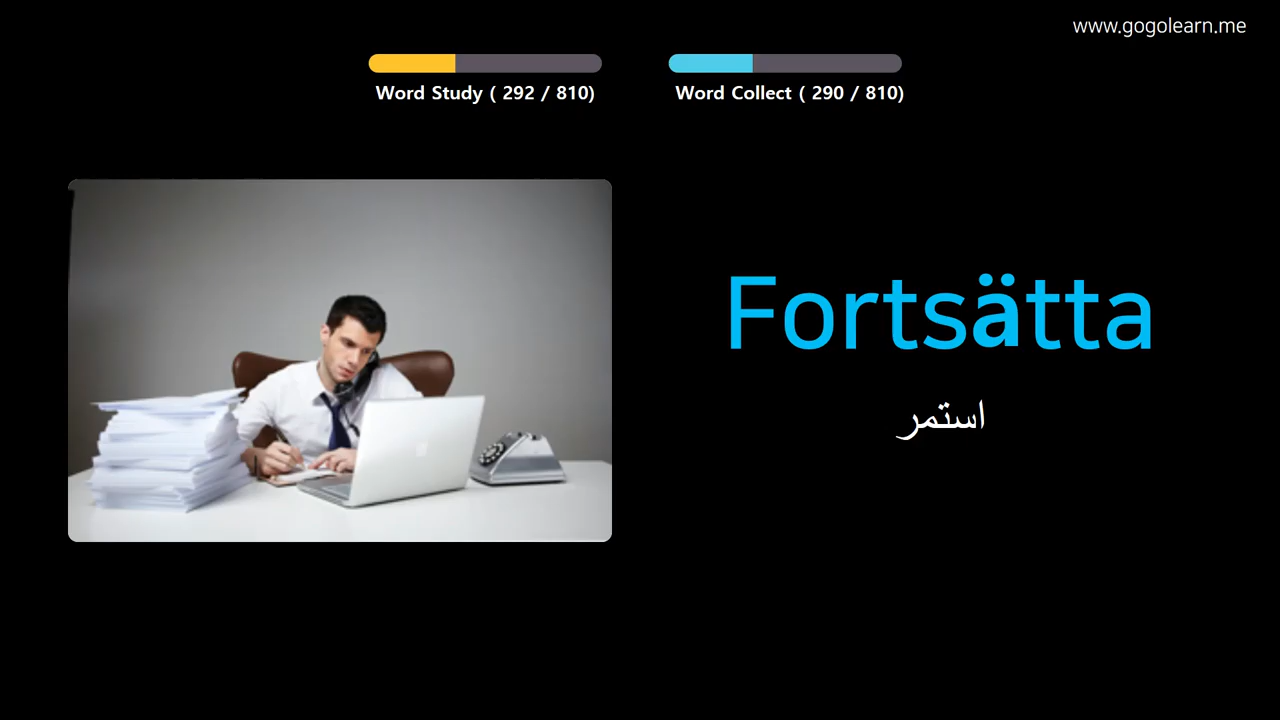 www.gogolearn.me
Word Study ( 292 / 810)
Word Collect ( 290 / 810)
Fortsätta
استمر